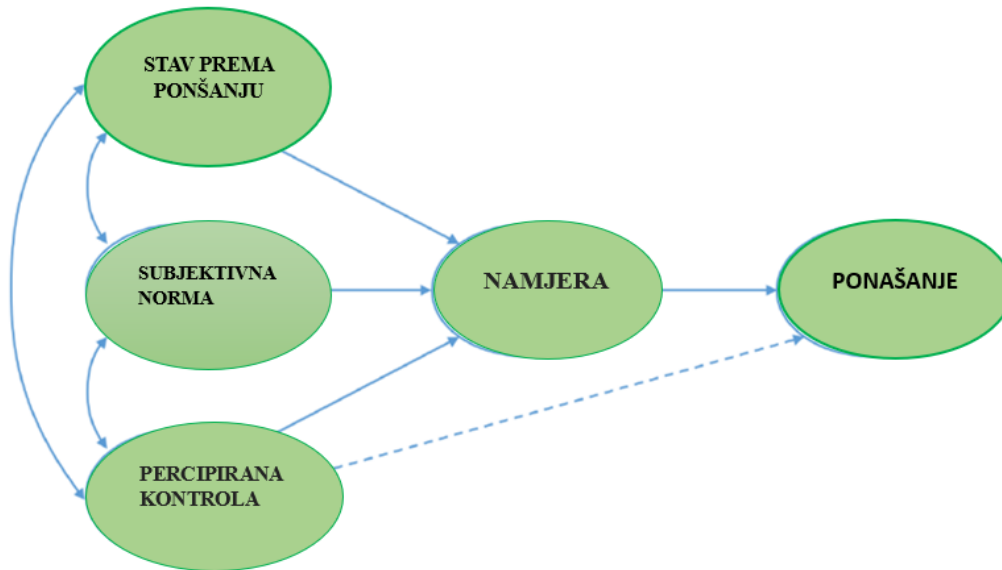 STAV PREMA
PONŠANJU
SUBJEKTIVNA
NORMA
NAMJERA
PONAŠANJE
PERCIPIRANA
KONTROLA